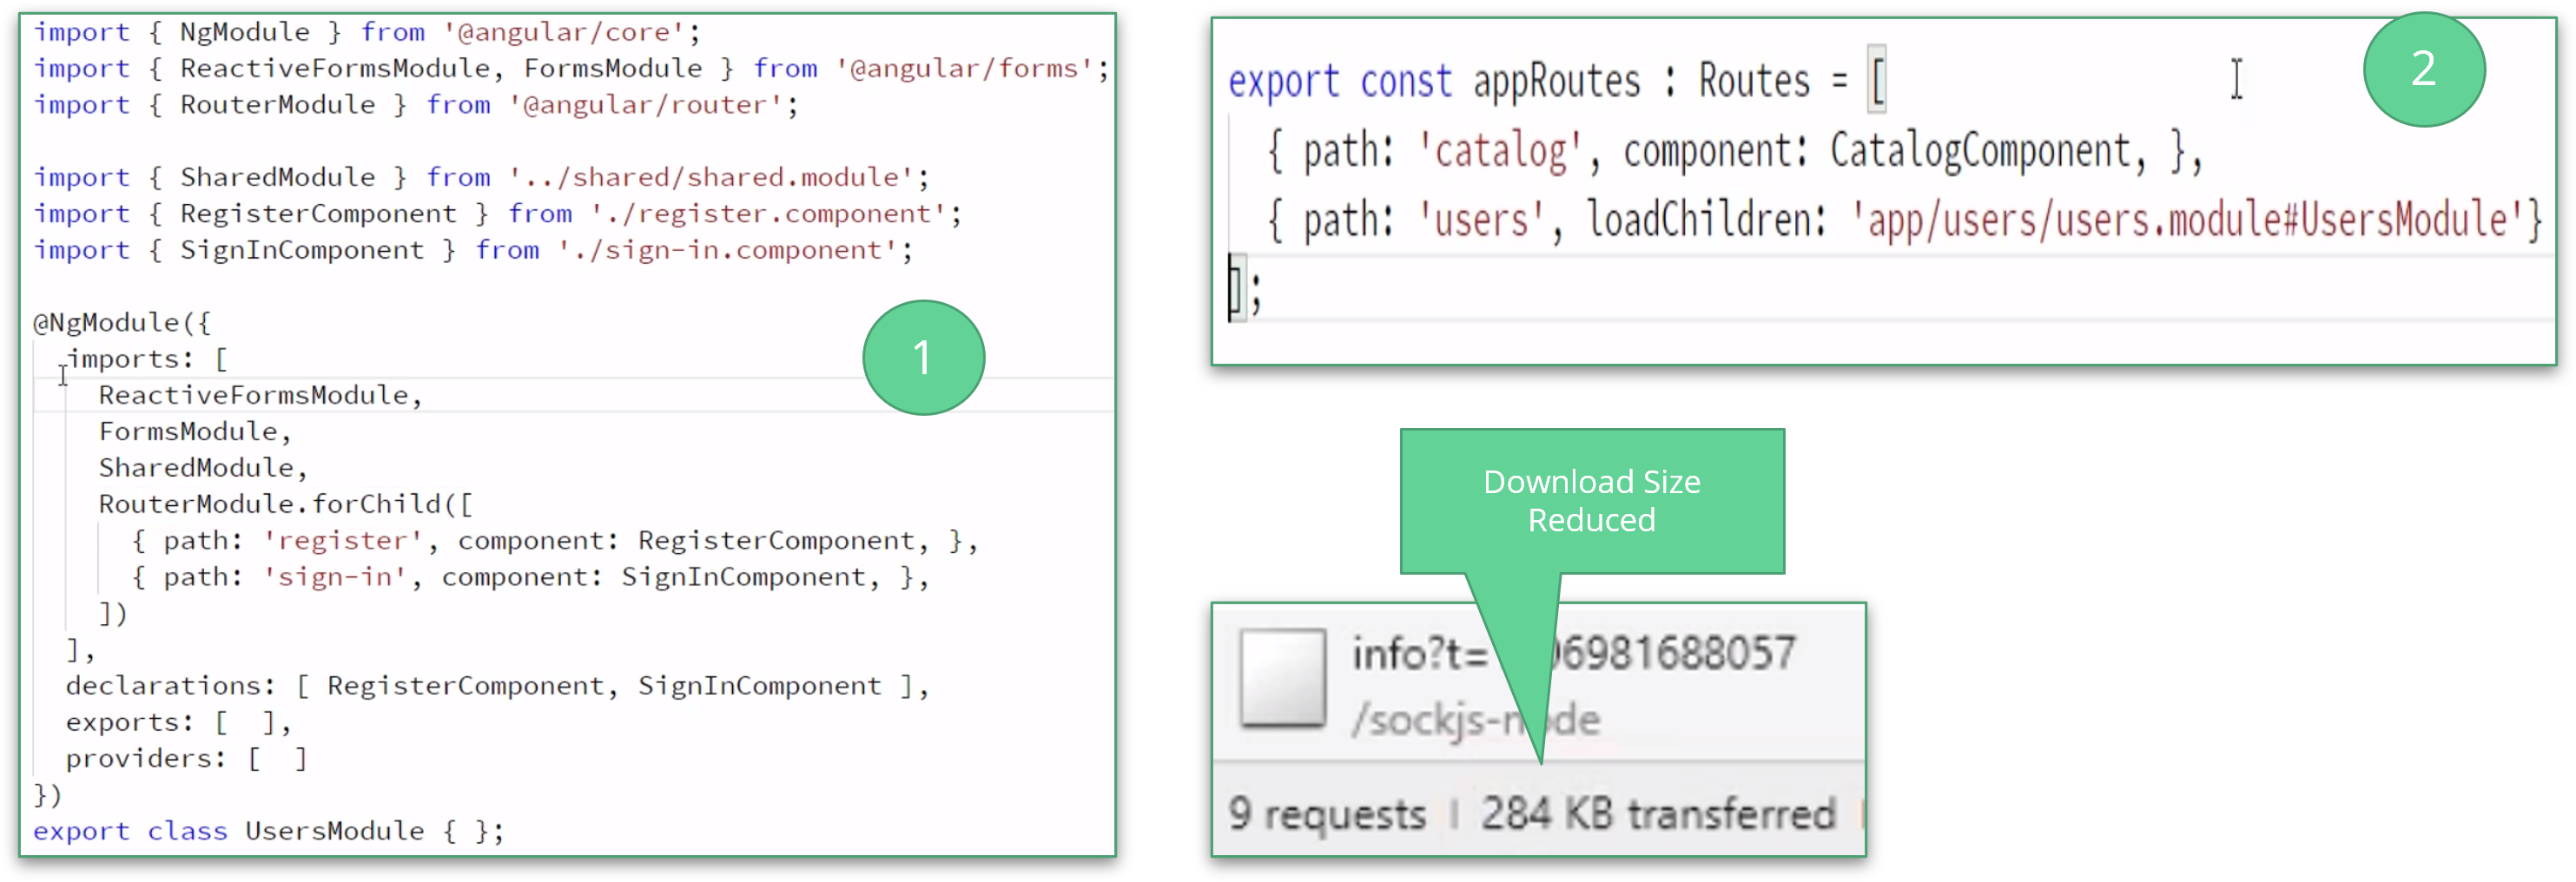 import { NgModule } from '@angular/core';
import { ReactiveFormsModule, FormsModule } from '@angular/forms';
import { RouterModule } from '@angular/router';
import { SharedModule } from '../shared/shared.module';
import { RegisterComponent } from './register.component';
import { SignInComponent } from './sign-in.component';
@NgModule({
imports: [
ReactiveFormsModule,
FormsModule,
SharedModule,
RouterModule.forChild([
{ path: 'register', component: RegisterComponent, },
{ path: 'sign-in', component: SignInComponent, },
])
],
declarations: [ RegisterComponent, SignInComponent ],
exports: [  ],
providers: [  ]
})
export class UsersModule { };
1
export const appRoutes : Routes = [
{ path: 'catalog', component: CatalogComponent, },
{ path: 'users', loadChildren: 'app/users/users.module#UsersModule'}
];
2
Download Size
Reduced
info?t= 06981688057
/sockjs-node
9 requests | 284 KB transferred